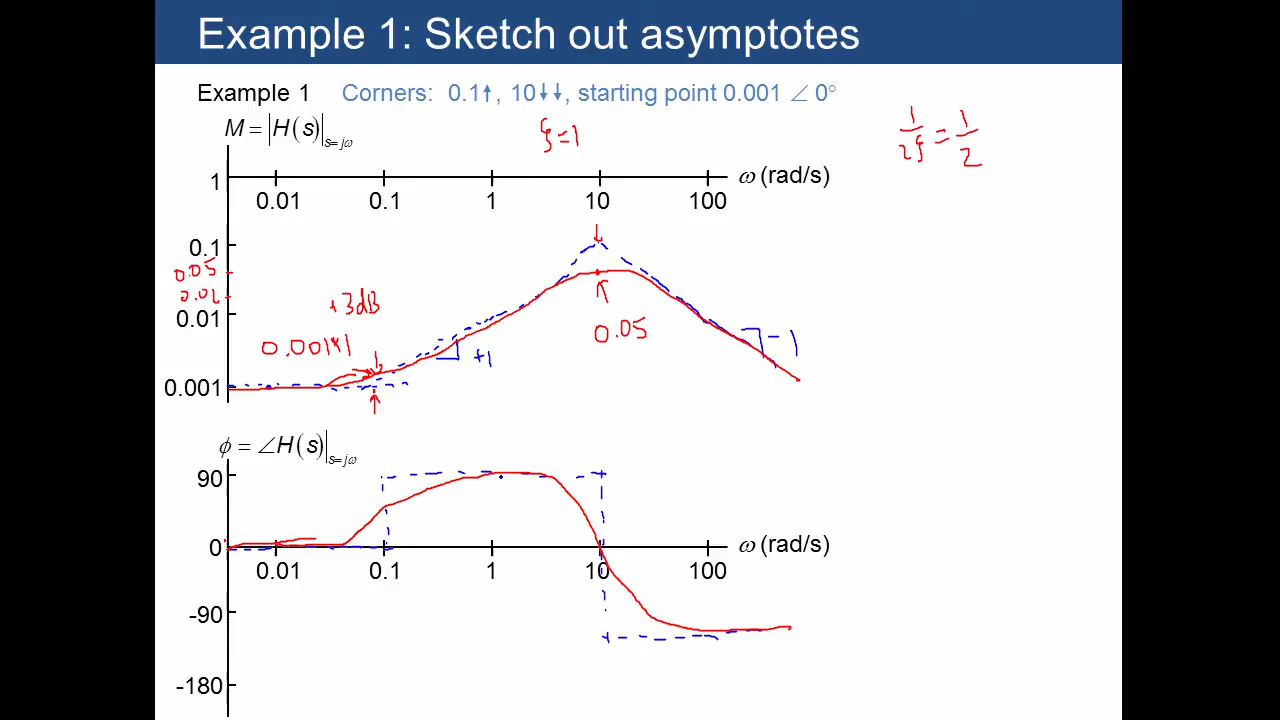 Example 1: Sketch out asymptotes
Example 1 Corners: 0.1↑, 10↓↓, starting point 0.001 ∠ 0°
M = |H(s)|s=jω
ξ=1
1/2ξ = 1/2
1
ω (rad/s)
0.01 0.1 1 10 100
0.1
0.05
0.02
+3dB
0.01
0.05
0.00141
+1
-1
0.001
ϕ = ∠H(s)|s=jω
90
0
ω (rad/s)
0.01 0.1 1 10 100
-90
-180